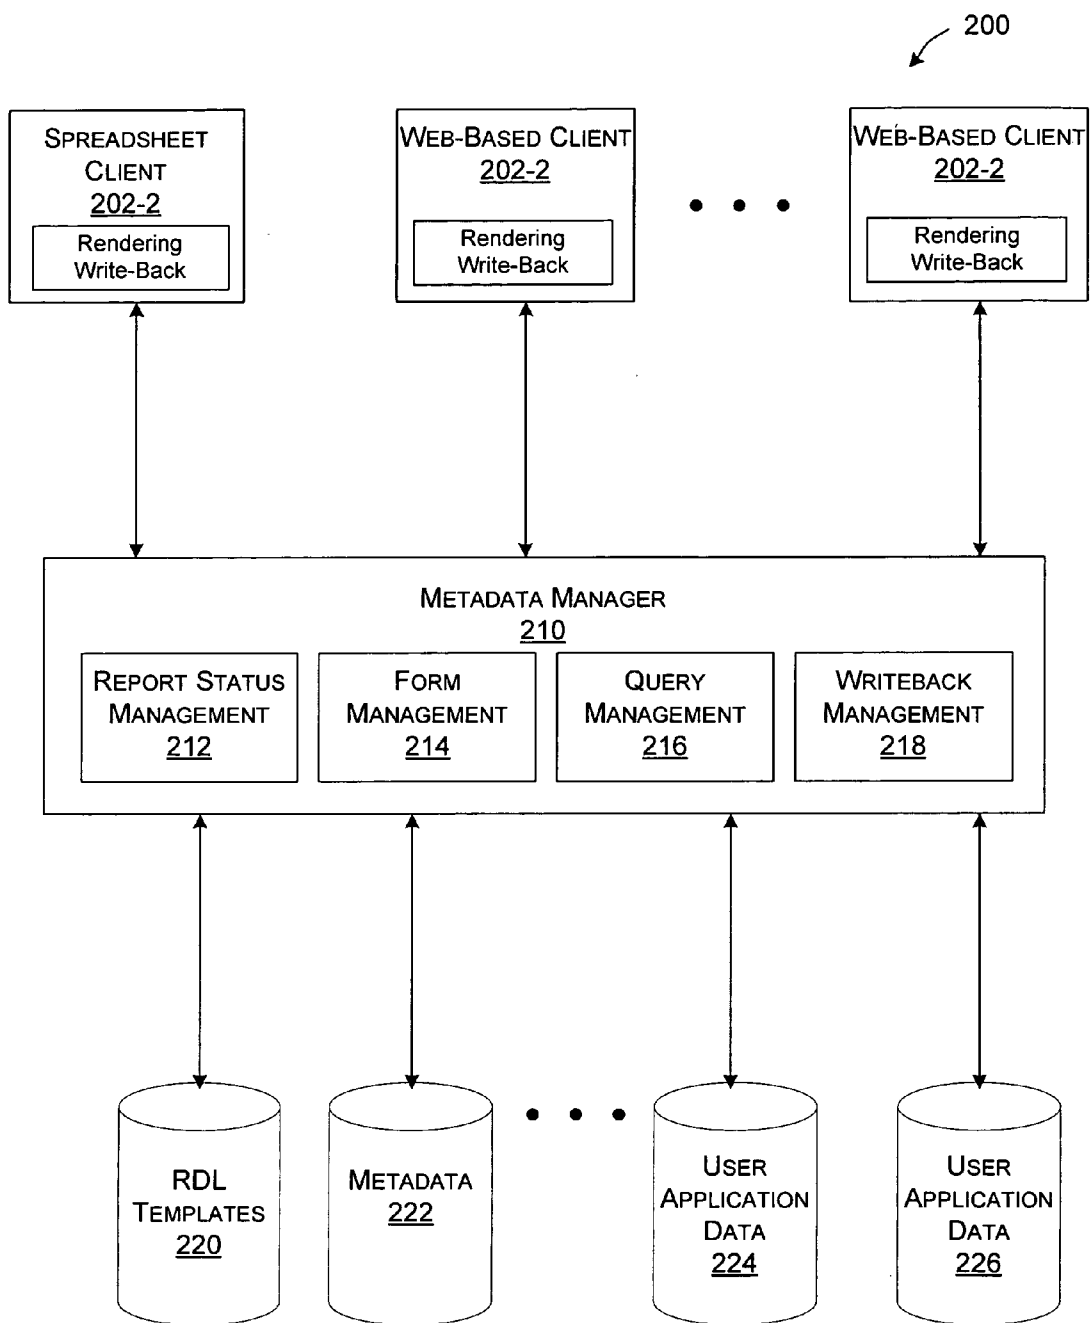 200
SPREADSHEET
CLIENT
202-2
Rendering
Write-Back
WEB-BASED CLIENT
202-2
Rendering
Write-Back
WEB-BASED CLIENT
202-2
Rendering
Write-Back
METADATA MANAGER
210
REPORT STATUS
MANAGEMENT
212
FORM
MANAGEMENT
214
QUERY
MANAGEMENT
216
WRITEBACK
MANAGEMENT
218
RDL
TEMPLATES
220
METADATA
222
USER
APPLICATION
DATA
224
USER
APPLICATION
DATA
226